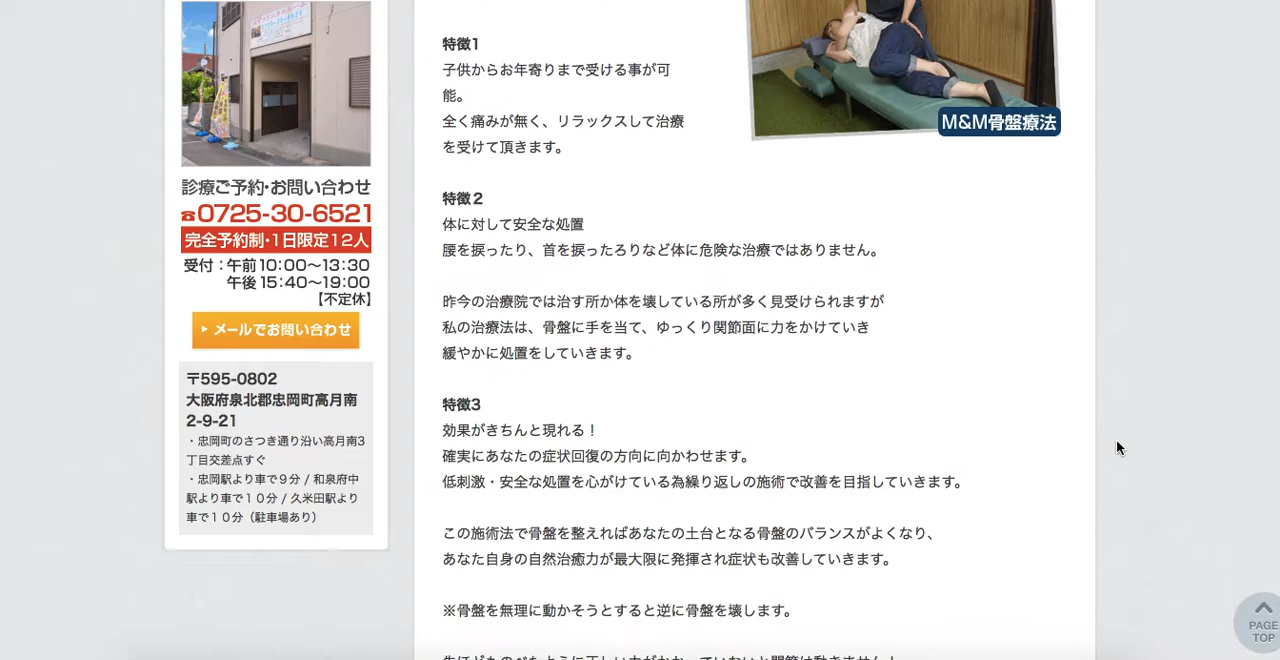 診療ご予約・お問い合わせ
☎0725-30-6521
完全予約制・1日限定12人
受付：午前10:00〜13:30
午後15:40〜19:00
【不定休】
メールでお問い合わせ
〒595-0802
大阪府泉北郡忠岡町高月南
2-9-21
・忠岡町のさつき通り沿い高月南3
丁目交差点すぐ
・忠岡駅より車で９分 / 和泉府中
駅より車で１０分 / 久米田駅より
車で１０分（駐車場あり）
M&M骨盤療法
特徴1
子供からお年寄りまで受ける事が可
能。
全く痛みが無く、リラックスして治療
を受けて頂きます。
特徴２
体に対して安全な処置
腰を捩ったり、首を捩ったろりなど体に危険な治療ではありません。
昨今の治療院では治す所か体を壊している所が多く見受けられますが
私の治療法は、骨盤に手を当て、ゆっくり関節面に力をかけていき
緩やかに処置をしていきます。
特徴3
効果がきちんと現れる！
確実にあなたの症状回復の方向に向かわせます。
低刺激・安全な処置を心がけている為繰り返しの施術で改善を目指していきます。
この施術法で骨盤を整えればあなたの土台となる骨盤のバランスがよくなり、
あなた自身の自然治癒力が最大限に発揮され症状も改善していきます。
※骨盤を無理に動かそうとすると逆に骨盤を壊します。
PAGE
TOP